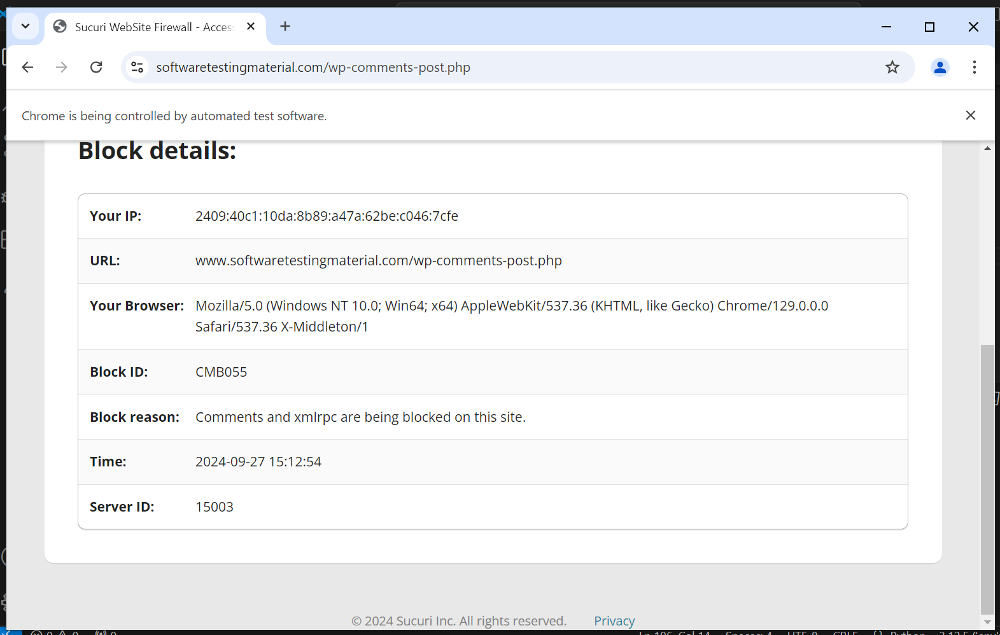 Sucuri WebSite Firewall - Access
softwaretestingmaterial.com/wp-comments-post.php
Chrome is being controlled by automated test software.
Block details:
Your IP: 2409:40c1:10da:8b89:a47a:62be:c046:7cfe
URL: www.softwaretestingmaterial.com/wp-comments-post.php
Your Browser: Mozilla/5.0 (Windows NT 10.0; Win64; x64) AppleWebKit/537.36 (KHTML, like Gecko) Chrome/129.0.0.0
Safari/537.36 X-Middleton/1
Block ID: CMB055
Block reason: Comments and xmlrpc are being blocked on this site.
Time: 2024-09-27 15:12:54
Server ID: 15003
© 2024 Sucuri Inc. All rights reserved. Privacy